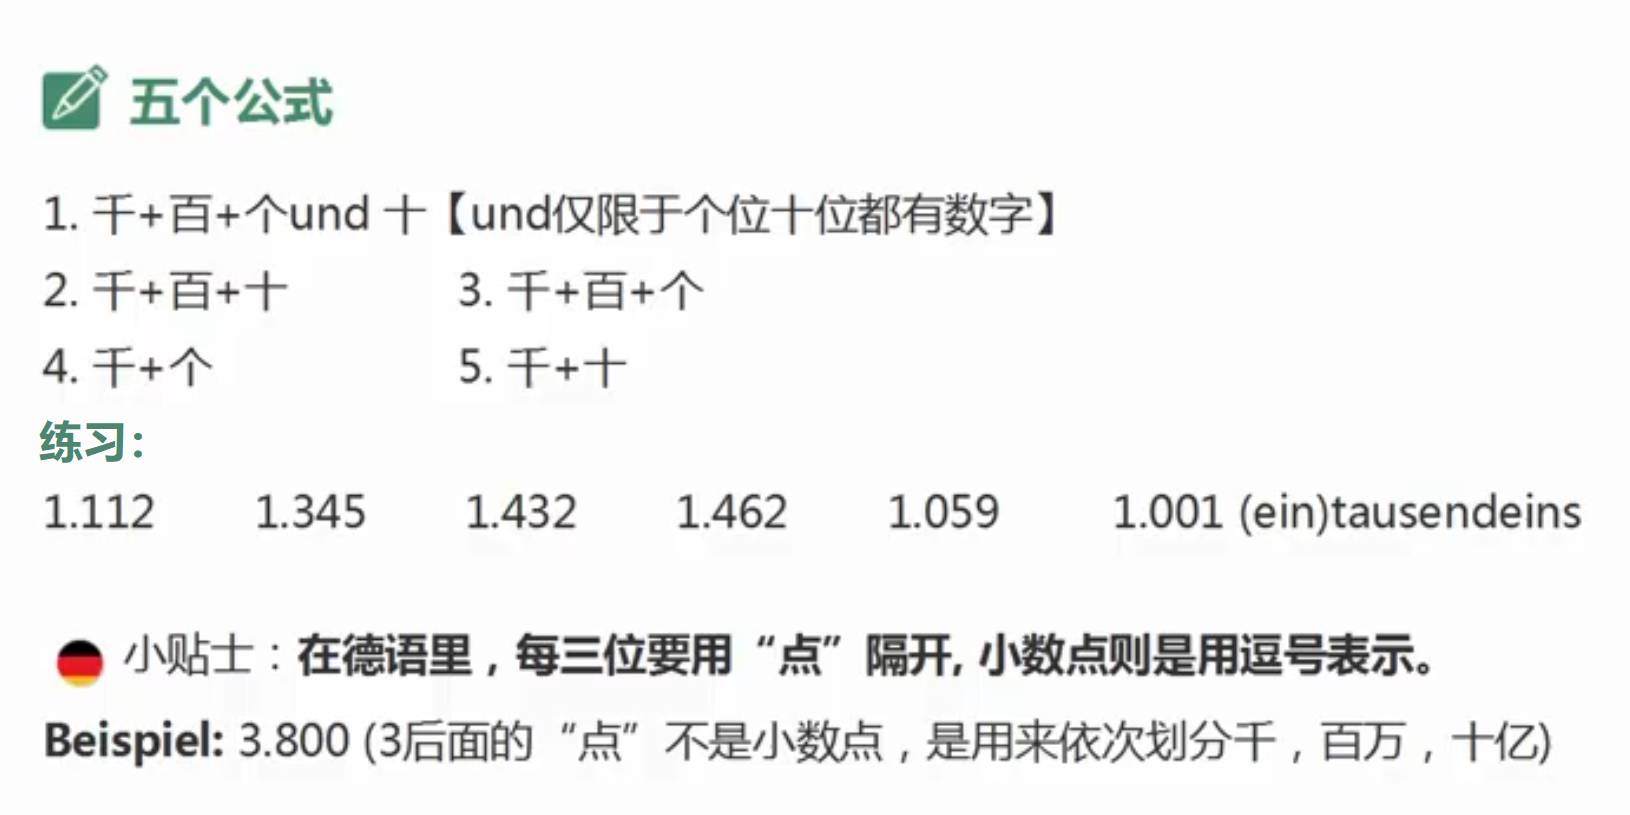 五个公式
1. 千+百+个und 十【und仅限于个位十位都有数字】
2. 千+百+十 3. 千+百+个
4. 千+个 5. 千+十
练习：
1.112 1.345 1.432 1.462 1.059 1.001 (ein)tausendeins
小贴士：在德语里，每三位要用“点”隔开, 小数点则是用逗号表示。
Beispiel: 3.800 (3后面的“点”不是小数点，是用来依次划分千，百万，十亿)